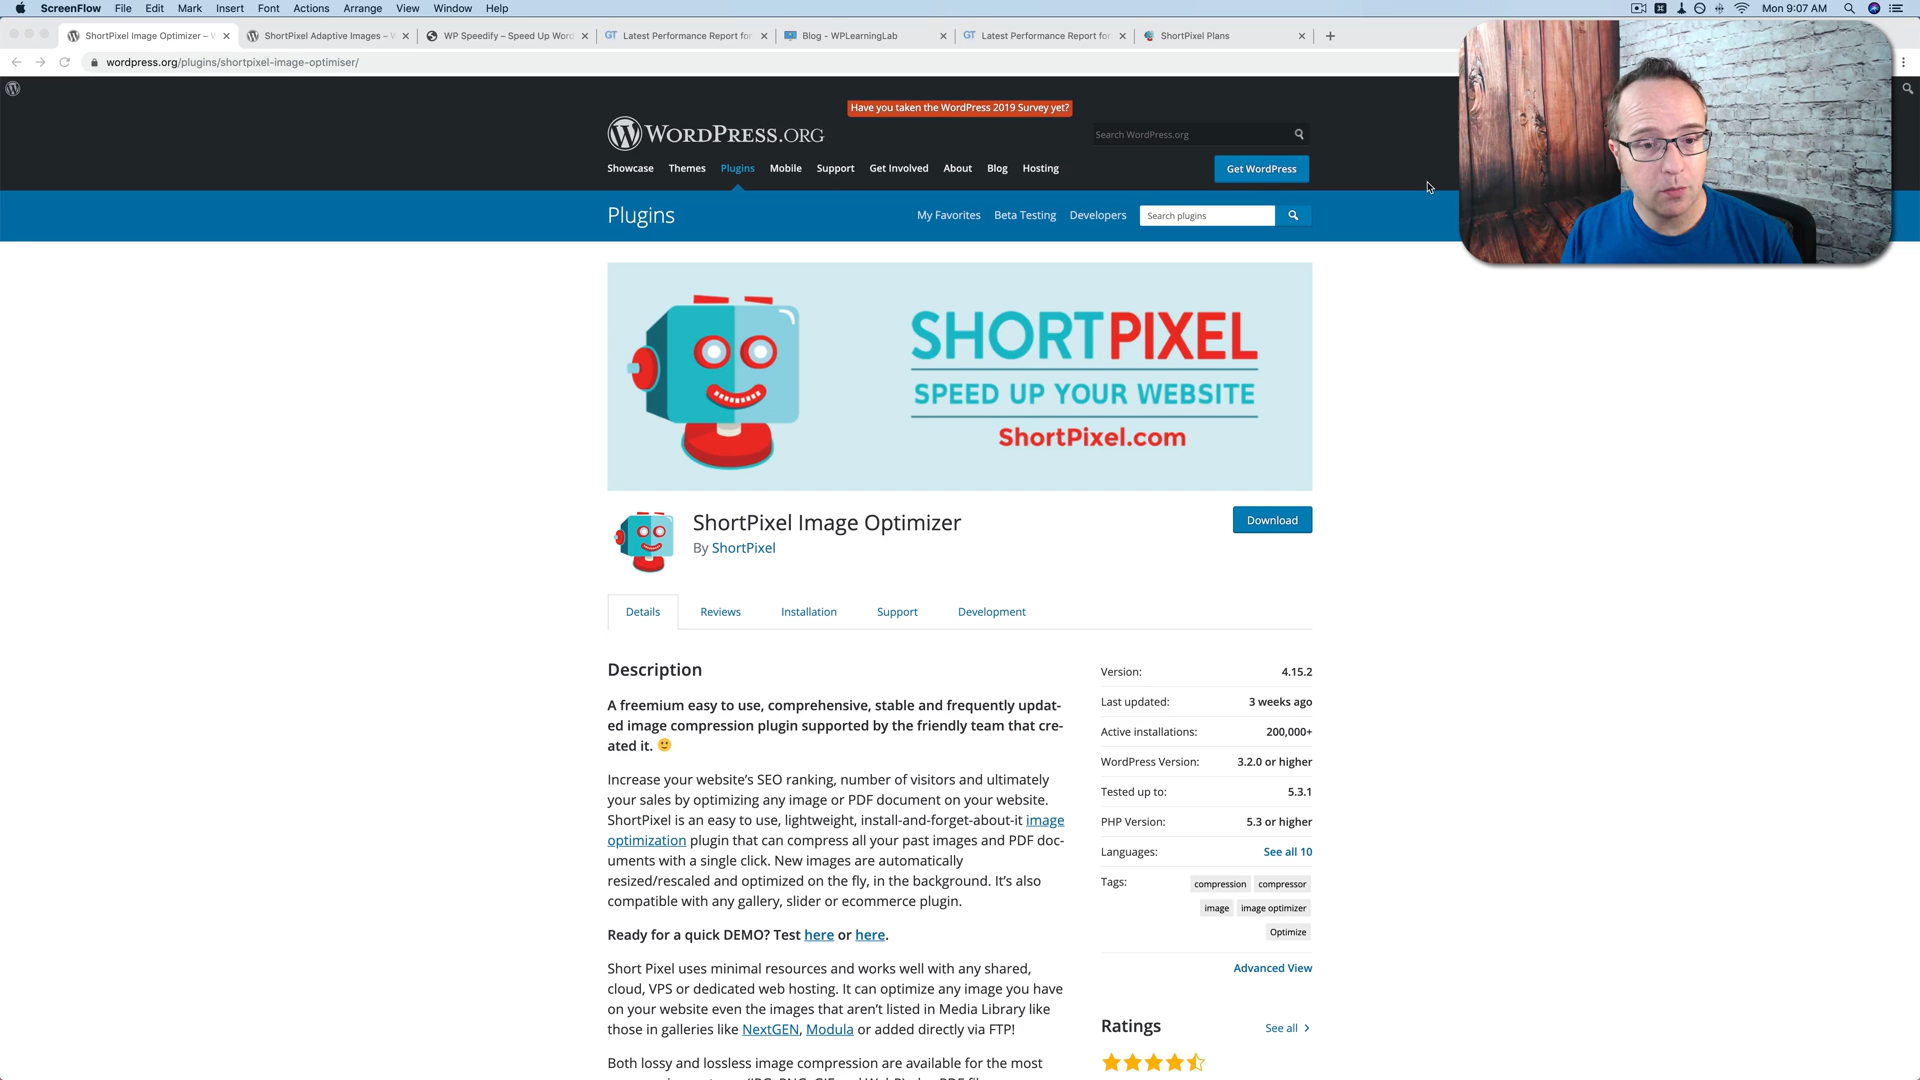 ScreenFlow File Edit Mark Insert Font Actions Arrange View Window Help Mon 9:07 AM
ShortPixel Image Optimizer – ShortPixel Adaptive Images – WP Speedify – Speed Up Word GT Latest Performance Report for Blog - WPLearningLab GT Latest Performance Report for ShortPixel Plans
wordpress.org/plugins/shortpixel-image-optimiser/
Have you taken the WordPress 2019 Survey yet?
WORDPRESS.ORG
Search WordPress.org
Showcase Themes Plugins Mobile Support Get Involved About Blog Hosting
Get WordPress
Plugins
My Favorites Beta Testing Developers
Search plugins
SHORTPIXEL
SPEED UP YOUR WEBSITE
ShortPixel.com
ShortPixel Image Optimizer
By ShortPixel
Download
Details Reviews Installation Support Development
Description
A freemium easy to use, comprehensive, stable and frequently updat-
ed image compression plugin supported by the friendly team that cre-
ated it. 🙂
Increase your website's SEO ranking, number of visitors and ultimately
your sales by optimizing any image or PDF document on your website.
ShortPixel is an easy to use, lightweight, install-and-forget-about-it image
optimization plugin that can compress all your past images and PDF doc-
uments with a single click. New images are automatically
resized/rescaled and optimized on the fly, in the background. It's also
compatible with any gallery, slider or ecommerce plugin.
Ready for a quick DEMO? Test here or here.
Short Pixel uses minimal resources and works well with any shared,
cloud, VPS or dedicated web hosting. It can optimize any image you have
on your website even the images that aren't listed in Media Library like
those in galleries like NextGEN, Modula or added directly via FTP!
Both lossy and lossless image compression are available for the most
Version: 4.15.2
Last updated: 3 weeks ago
Active installations: 200,000+
WordPress Version: 3.2.0 or higher
Tested up to: 5.3.1
PHP Version: 5.3 or higher
Languages: See all 10
Tags: compression compressor
image image optimizer
Optimize
Advanced View
Ratings See all